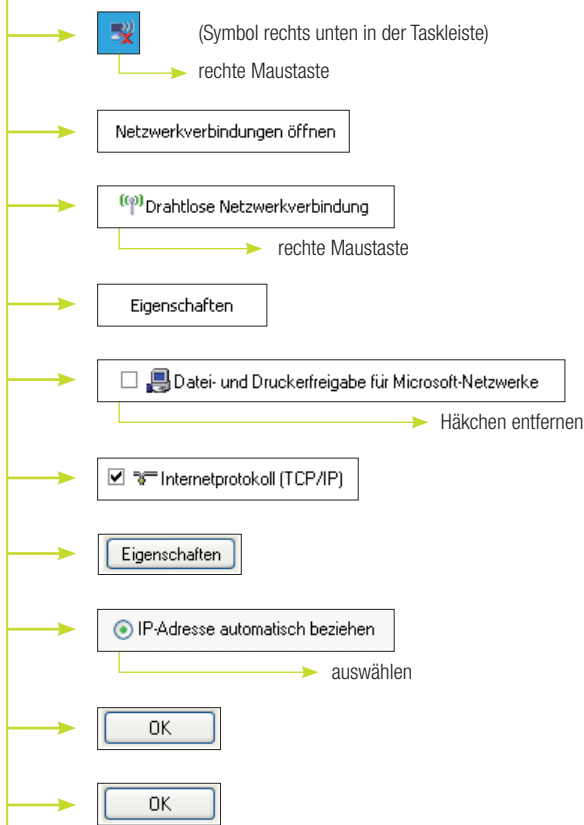 (Symbol rechts unten in der Taskleiste)
rechte Maustaste
Netzwerkverbindungen öffnen
Drahtlose Netzwerkverbindung
rechte Maustaste
Eigenschaften
Datei- und Druckerfreigabe für Microsoft-Netzwerke
Häkchen entfernen
Internetprotokoll (TCP/IP)
Eigenschaften
IP-Adresse automatisch beziehen
auswählen
OK
OK